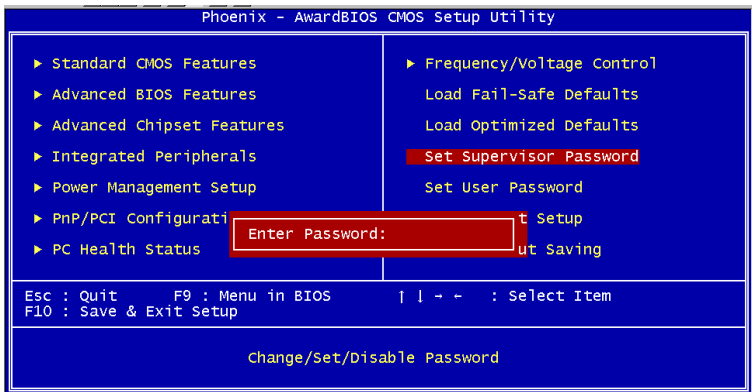 Phoenix - AwardBIOS CMOS Setup Utility
▶ Standard CMOS Features
▶ Advanced BIOS Features
▶ Advanced Chipset Features
▶ Integrated Peripherals
▶ Power Management Setup
▶ PnP/PCI Configurati
▶ PC Health Status
▶ Frequency/Voltage Control
Load Fail-Safe Defaults
Load Optimized Defaults
Set Supervisor Password
Set User Password
t Setup
ut Saving
Enter Password:
Esc : Quit F9 : Menu in BIOS ↑ ↓ → ← : Select Item
F10 : Save & Exit Setup
Change/Set/Disable Password